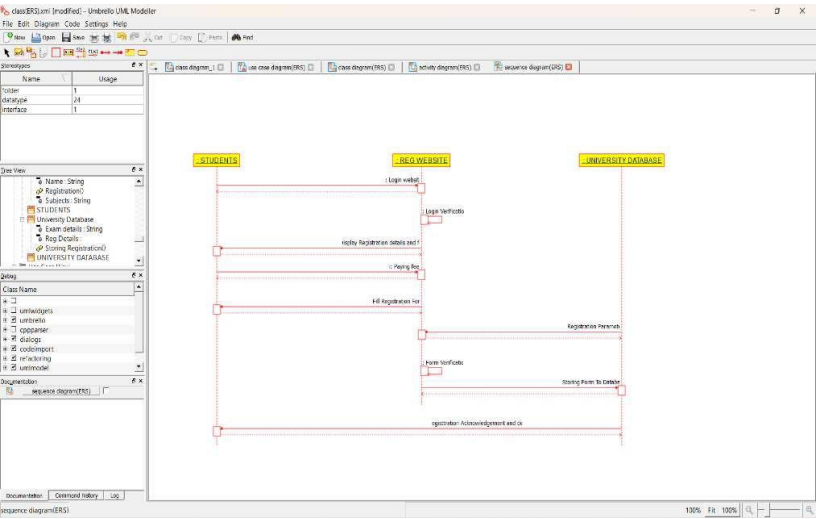 class(ERS).xmi [modified] - Umbrello UML Modeller
File Edit Diagram Code Settings Help
New Open Save Cut Copy Paste Find
Stereotypes
Name Usage
folder 1
datatype 24
interface 1
class diagram_1 use case diagram(ERS) class diagram(ERS) activity diagram(ERS) sequence diagram(ERS)
Tree View
Name : String
Registration()
Subjects : String
STUDENTS
University Database
Exam details : String
Reg Details :
Storing Registration()
UNIVERSITY DATABASE
Debug
Class Name
umlwidgets
umbrello
cppparser
dialogs
codeimport
refactoring
umlmodel
Documentation
sequence diagram(ERS)
Documentation Command history Log
sequence diagram(ERS)
: STUDENTS : REG WEBSITE : UNIVERSITY DATABASE
: Login websit
: Login Verificatio
isplay Registration details and f
: Paying fee
Fill Registration For
Registration Paramab
: Form Verificatio
Storing Form To Databa
egistration Acknowledgement and de
100% Fit 100%